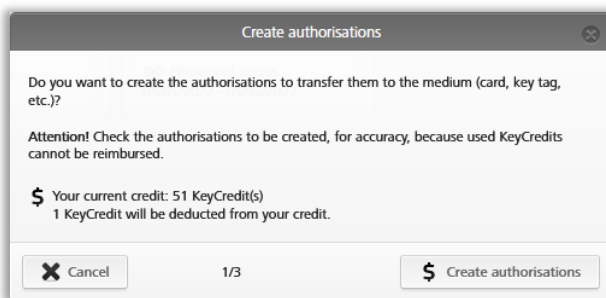 Create authorisations
Do you want to create the authorisations to transfer them to the medium (card, key tag,
etc.)?
Attention! Check the authorisations to be created, for accuracy, because used KeyCredits
cannot be reimbursed.
$ Your current credit: 51 KeyCredit(s)
1 KeyCredit will be deducted from your credit.
Cancel 1/3 $ Create authorisations